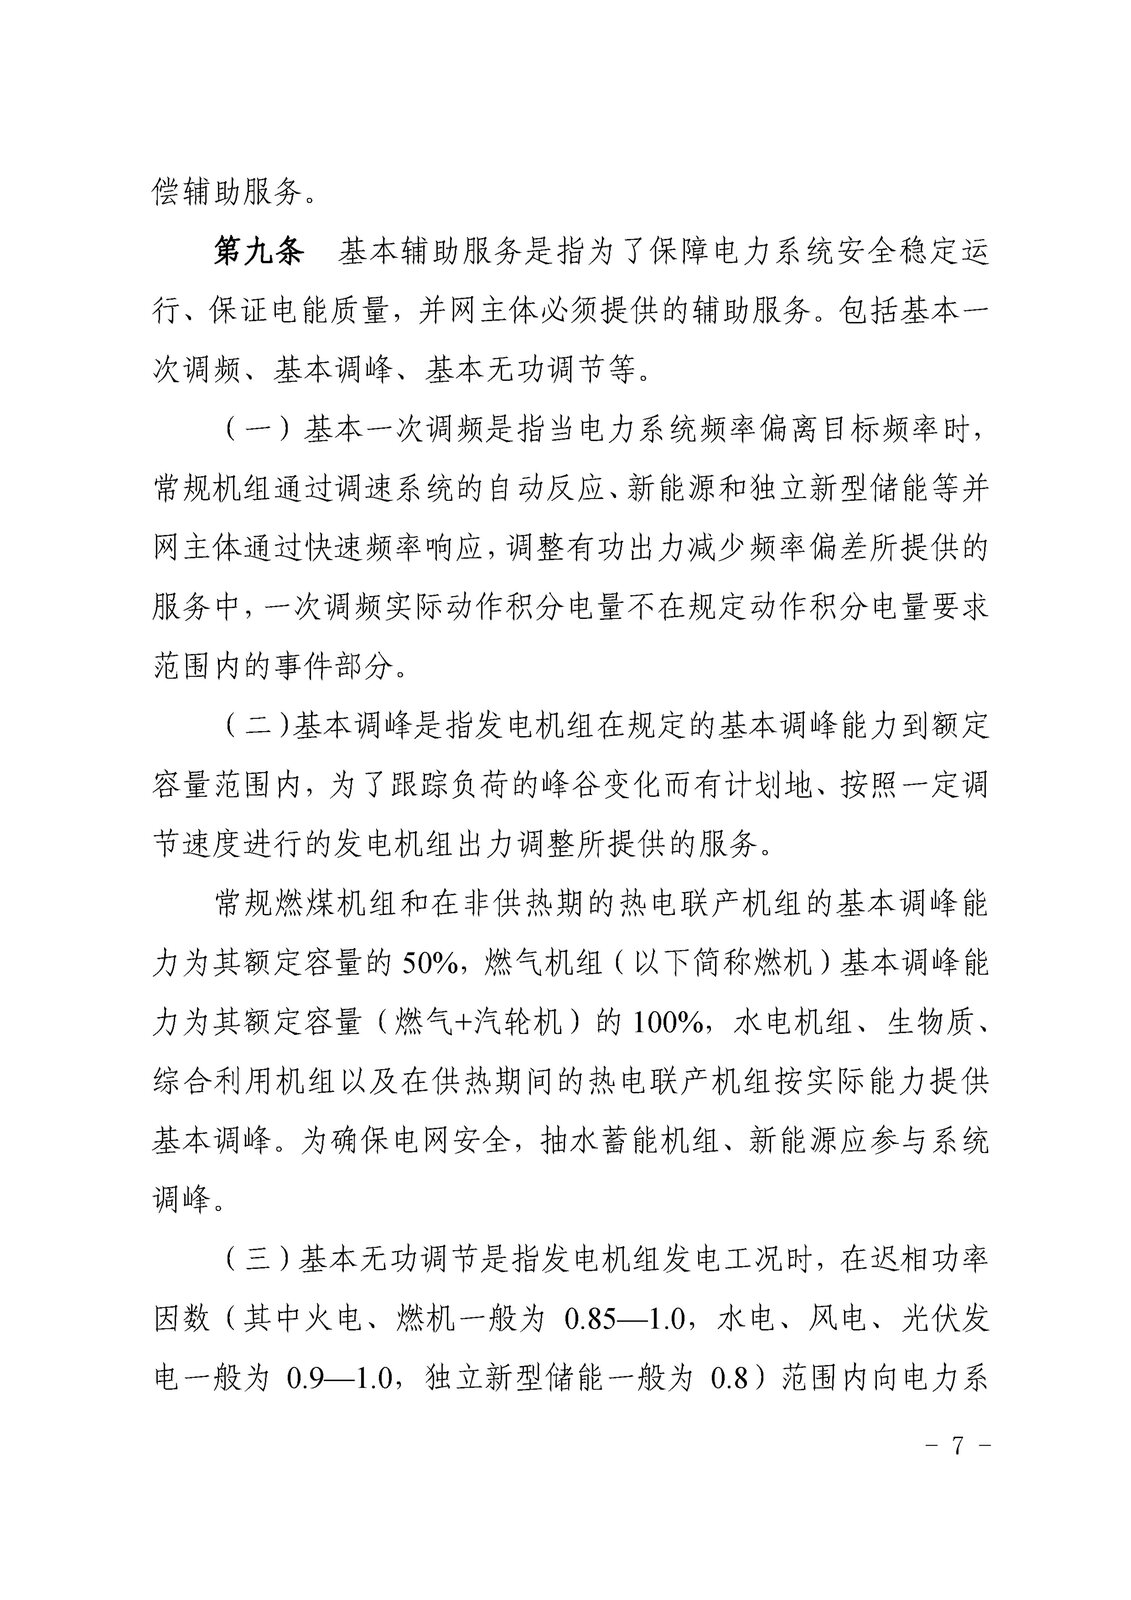 偿辅助服务。
第九条　基本辅助服务是指为了保障电力系统安全稳定运
行、保证电能质量，并网主体必须提供的辅助服务。包括基本一
次调频、基本调峰、基本无功调节等。
（一）基本一次调频是指当电力系统频率偏离目标频率时，
常规机组通过调速系统的自动反应、新能源和独立新型储能等并
网主体通过快速频率响应，调整有功出力减少频率偏差所提供的
服务中，一次调频实际动作积分电量不在规定动作积分电量要求
范围内的事件部分。
（二）基本调峰是指发电机组在规定的基本调峰能力到额定
容量范围内，为了跟踪负荷的峰谷变化而有计划地、按照一定调
节速度进行的发电机组出力调整所提供的服务。
常规燃煤机组和在非供热期的热电联产机组的基本调峰能
力为其额定容量的 50%，燃气机组（以下简称燃机）基本调峰能
力为其额定容量（燃气+汽轮机）的 100%，水电机组、生物质、
综合利用机组以及在供热期间的热电联产机组按实际能力提供
基本调峰。为确保电网安全，抽水蓄能机组、新能源应参与系统
调峰。
（三）基本无功调节是指发电机组发电工况时，在迟相功率
因数（其中火电、燃机一般为 0.85—1.0，水电、风电、光伏发
电一般为 0.9—1.0，独立新型储能一般为 0.8）范围内向电力系
- 7 -